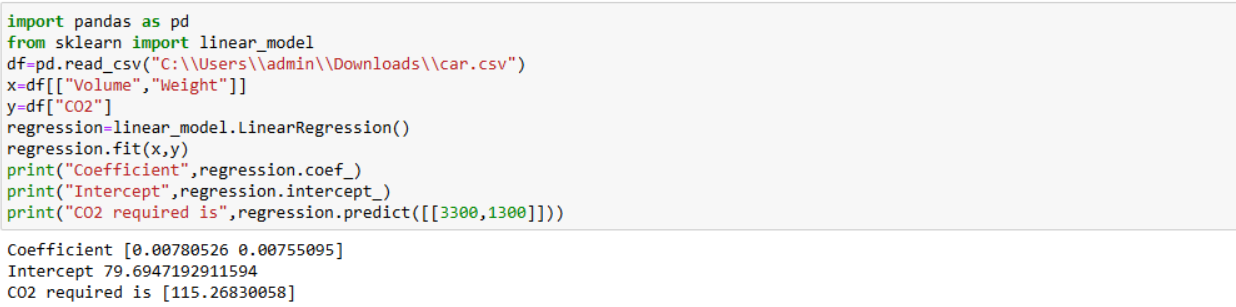 import pandas as pd
from sklearn import linear_model
df=pd.read_csv("C:\\Users\\admin\\Downloads\\car.csv")
x=df[["Volume","Weight"]]
y=df["CO2"]
regression=linear_model.LinearRegression()
regression.fit(x,y)
print("Coefficient",regression.coef_)
print("Intercept",regression.intercept_)
print("CO2 required is",regression.predict([[3300,1300]]))
Coefficient [0.00780526 0.00755095]
Intercept 79.6947192911594
CO2 required is [115.26830058]